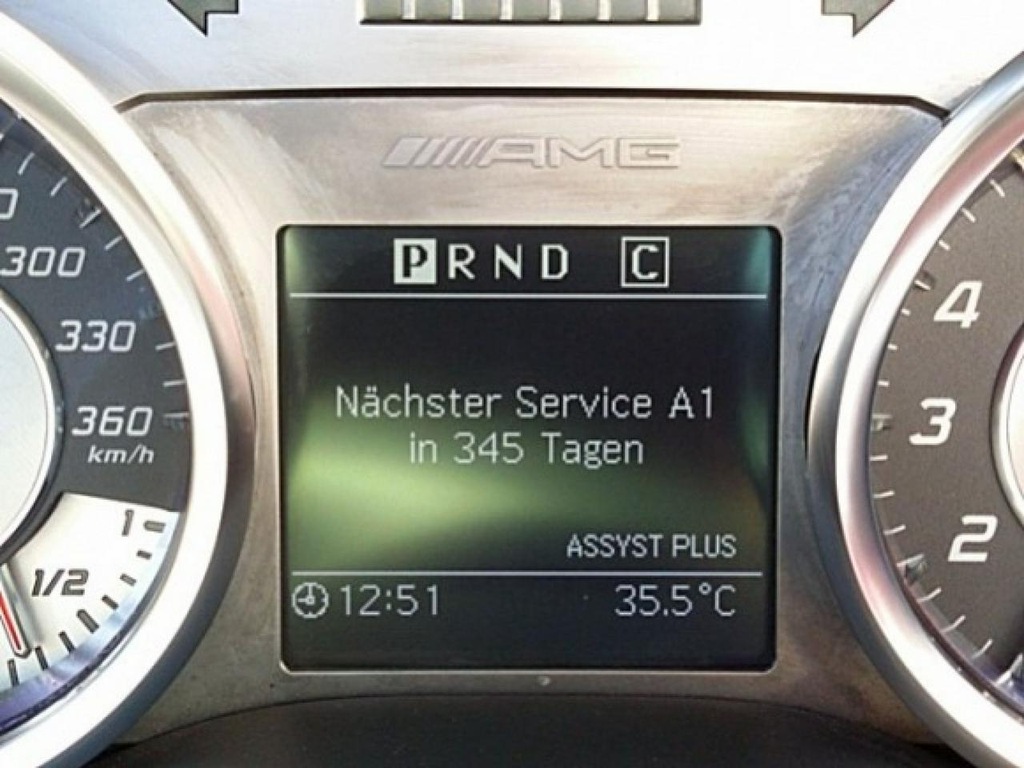 AMG
P R N D C
Nächster Service A1
in 345 Tagen
ASSYST PLUS
12:51 35.5°C
300
330
360
km/h
1
1/2
4
3
2